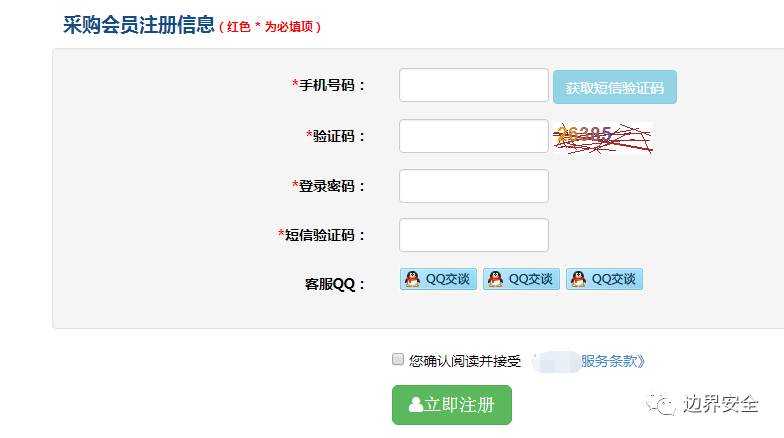 采购会员注册信息（红色 * 为必填项）
*手机号码： 获取短信验证码
*验证码： 26385
*登录密码：
*短信验证码：
客服QQ： QQ交谈 QQ交谈 QQ交谈
您确认阅读并接受 《服务条款》
立即注册
边界安全